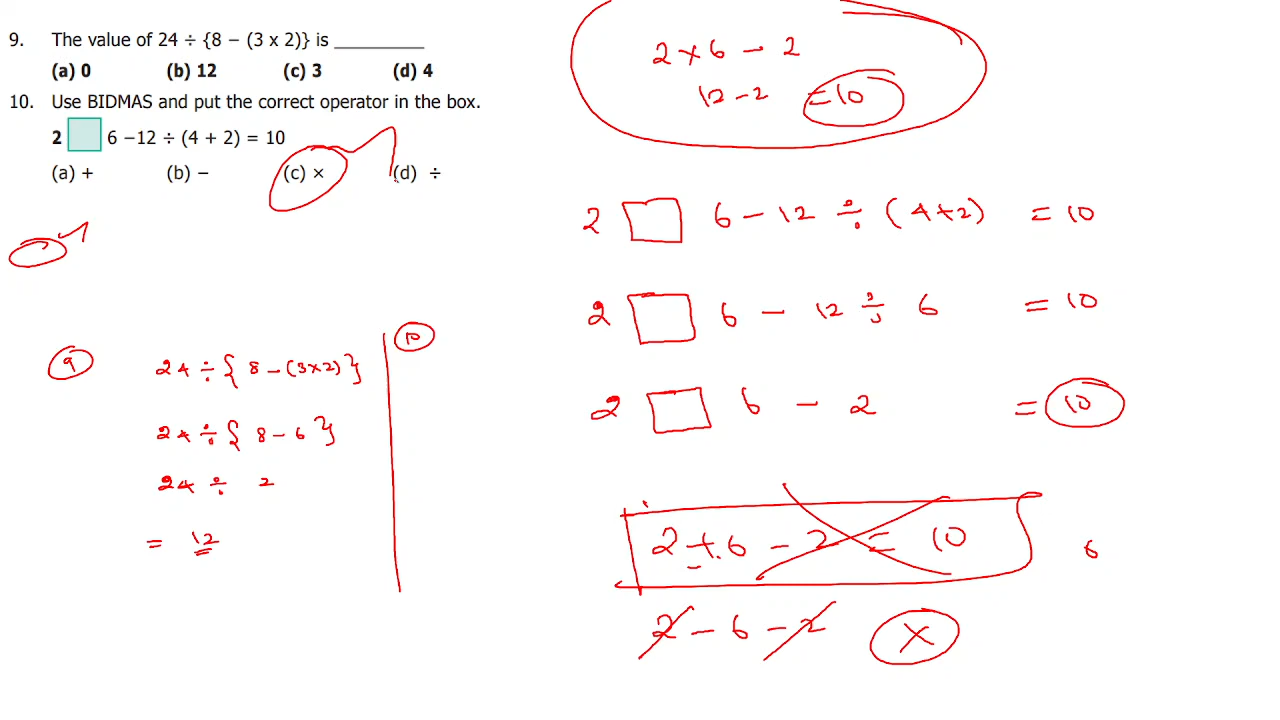 9. The value of 24 ÷ {8 − (3 x 2)} is ________
(a) 0 (b) 12 (c) 3 (d) 4
10. Use BIDMAS and put the correct operator in the box.
2 □ 6 −12 ÷ (4 + 2) = 10
(a) + (b) − (c) × (d) ÷
9
24 ÷ { 8 − (3×2) }
24 ÷ { 8 − 6 }
24 ÷ 2
= 12
10
2 × 6 − 2
12 − 2 = 10
2 □ 6 − 12 ÷ (4+2) = 10
2 □ 6 − 12 ÷ 6 = 10
2 □ 6 − 2 = 10
2 + 6 − 2 = 10 6
2 − 6 − 2 ×